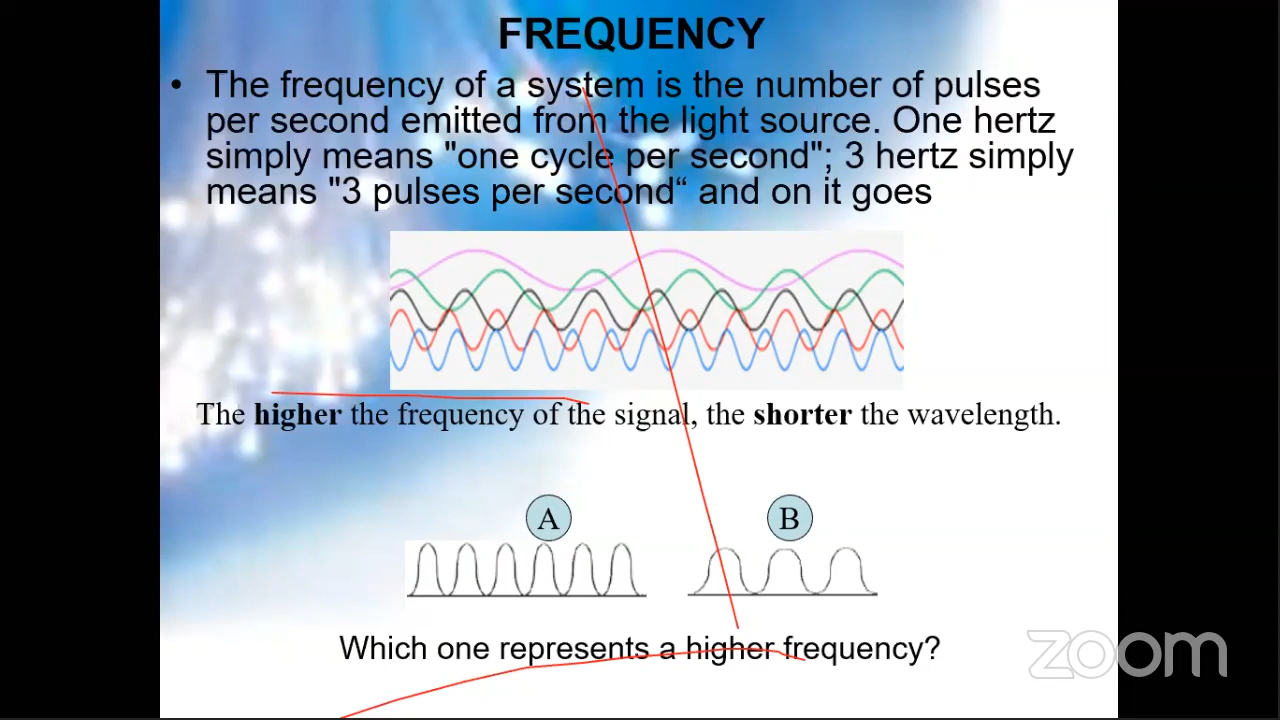 FREQUENCY
• The frequency of a system is the number of pulses
per second emitted from the light source. One hertz
simply means "one cycle per second"; 3 hertz simply
means "3 pulses per second“ and on it goes
The higher the frequency of the signal, the shorter the wavelength.
A B
Which one represents a higher frequency?
zoom